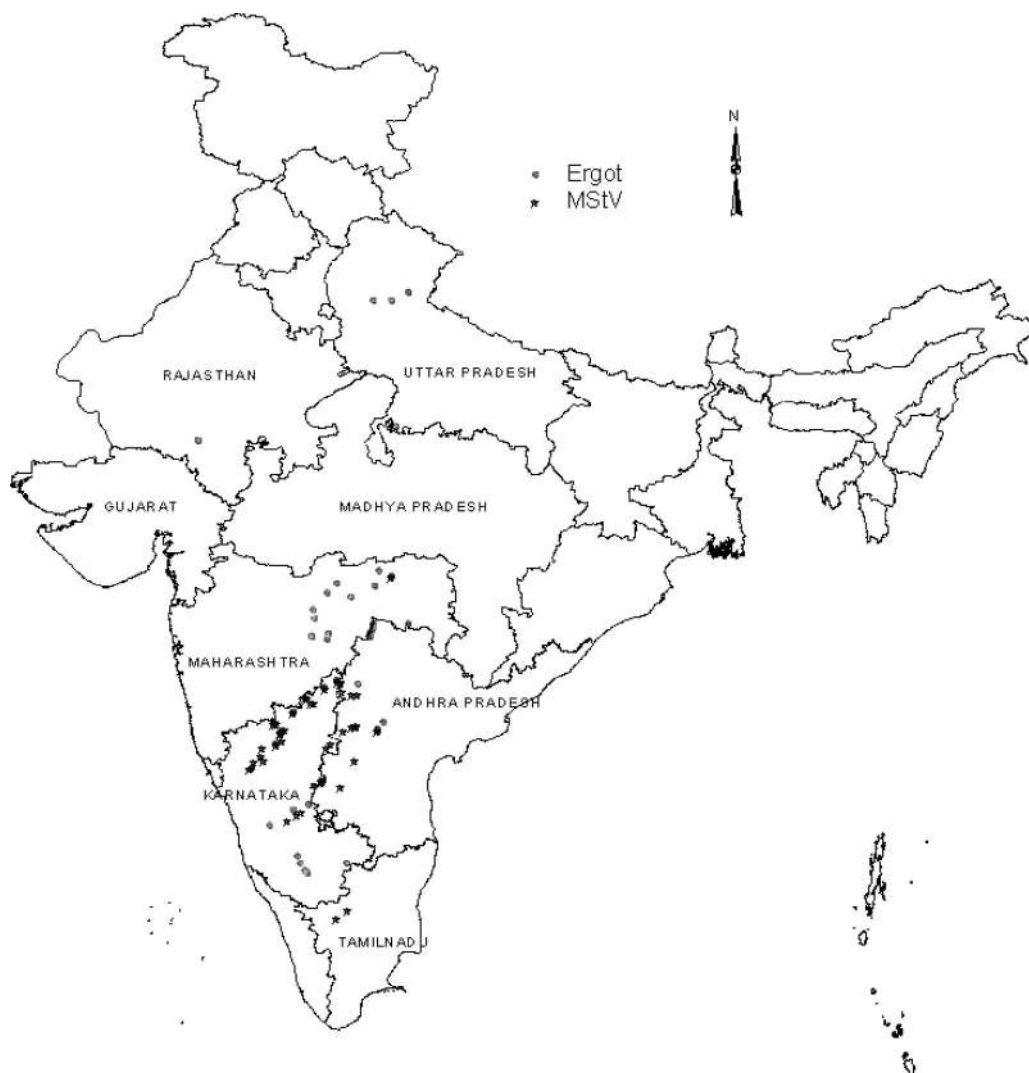 N
Ergot
MStV
RAJASTHAN
UTTAR PRADESH
GUJARAT
MADHYA PRADESH
MAHARASHTRA
ANDHRA PRADESH
KARNATAKA
TAMILNADU